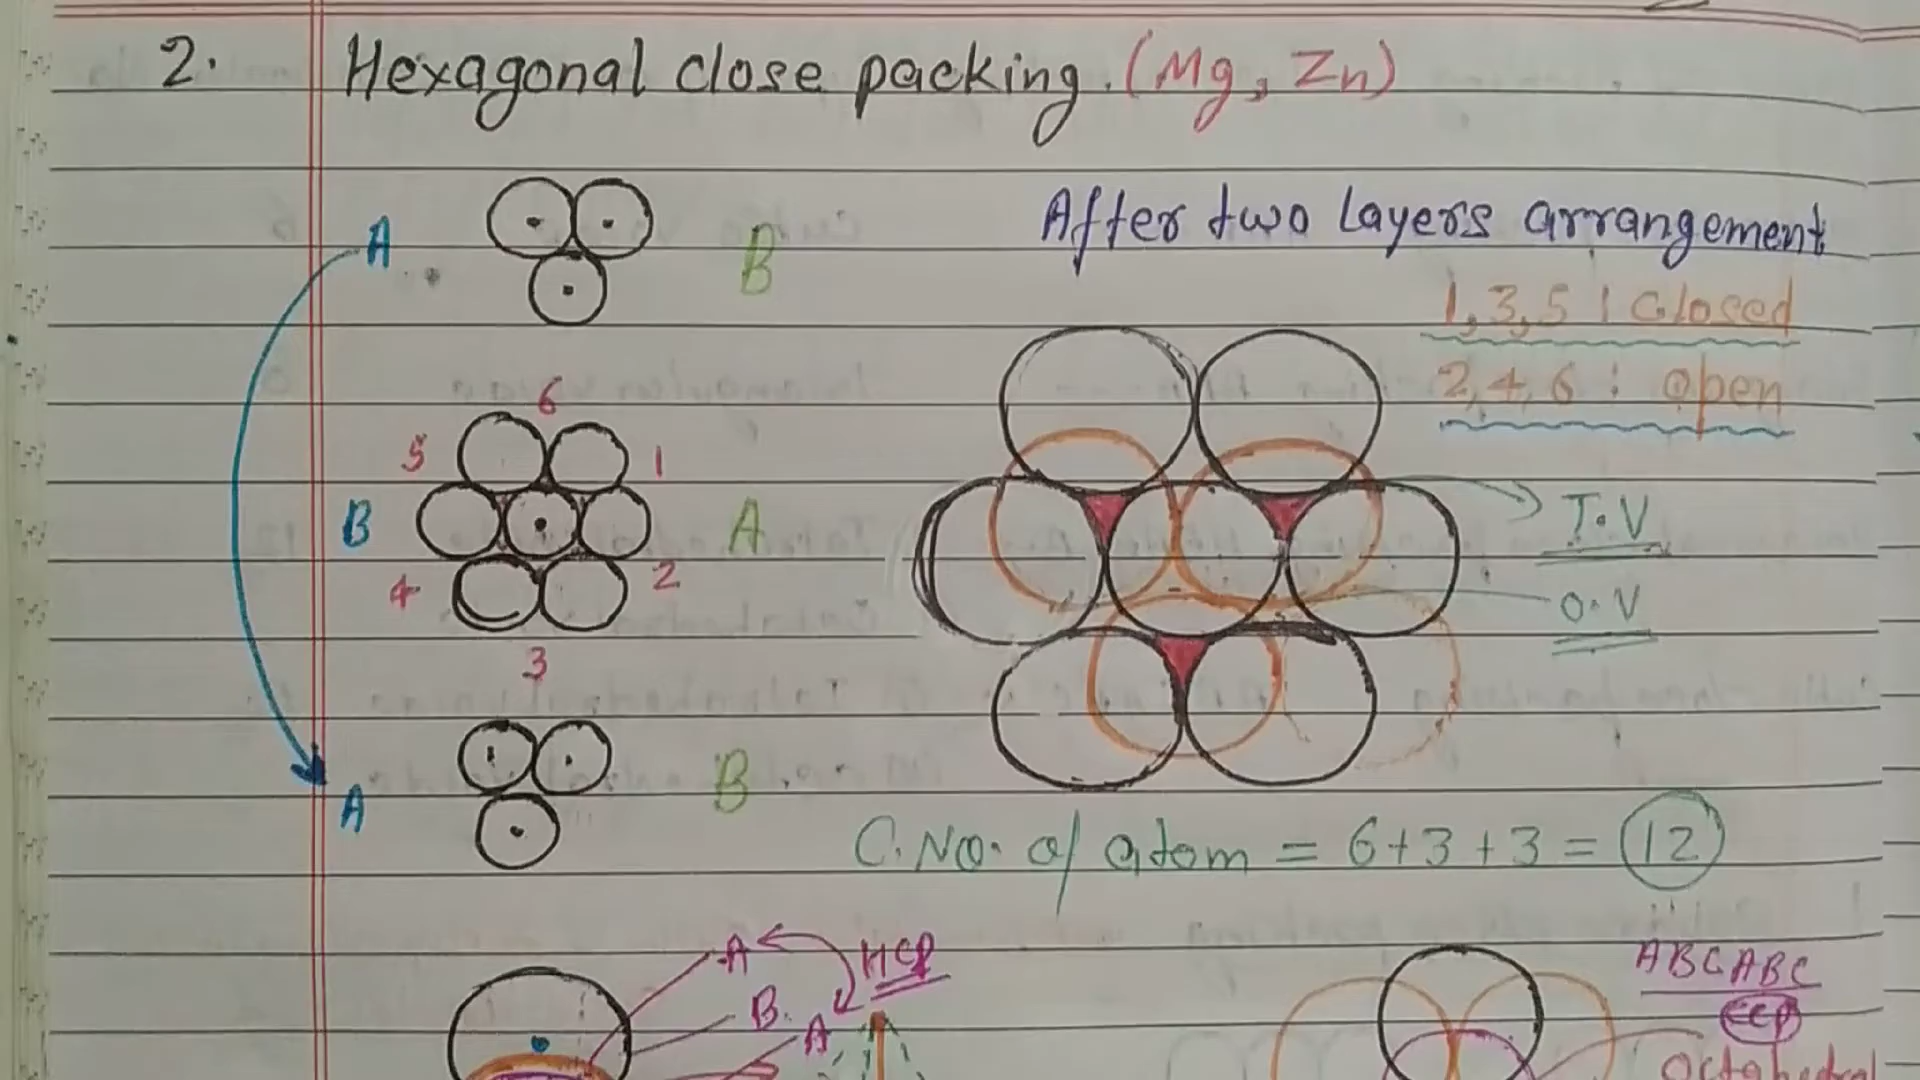 2. Hexagonal close packing. (Mg, Zn)
A B
After two layers arrangement
1,3,5 : Closed
2,4,6 : Open
6
5 1
B A
4 2
3
T.V
O.V
A B
C.No. of atom = 6+3+3 = 12
A HCP
B.
A
ABCABC
CCP
Octahedral